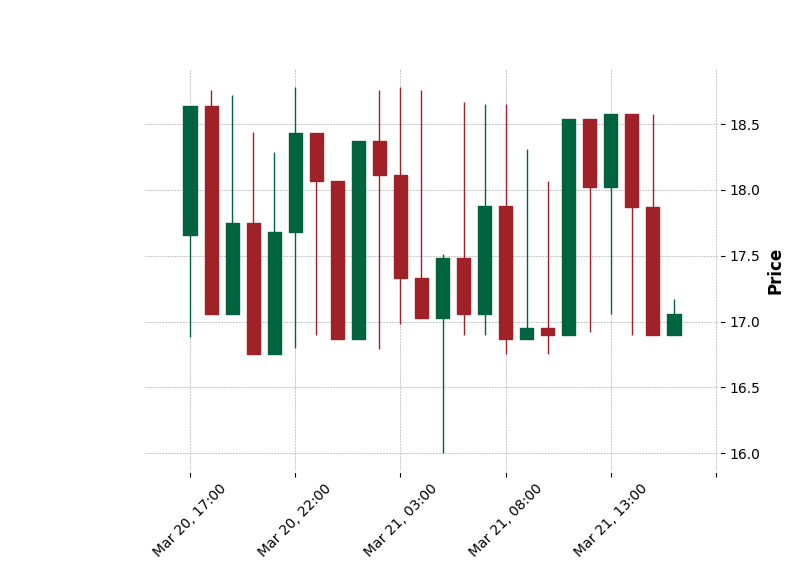 18.5
18.0
17.5
17.0
16.5
16.0
Price
Mar 20, 17:00
Mar 20, 22:00
Mar 21, 03:00
Mar 21, 08:00
Mar 21, 13:00